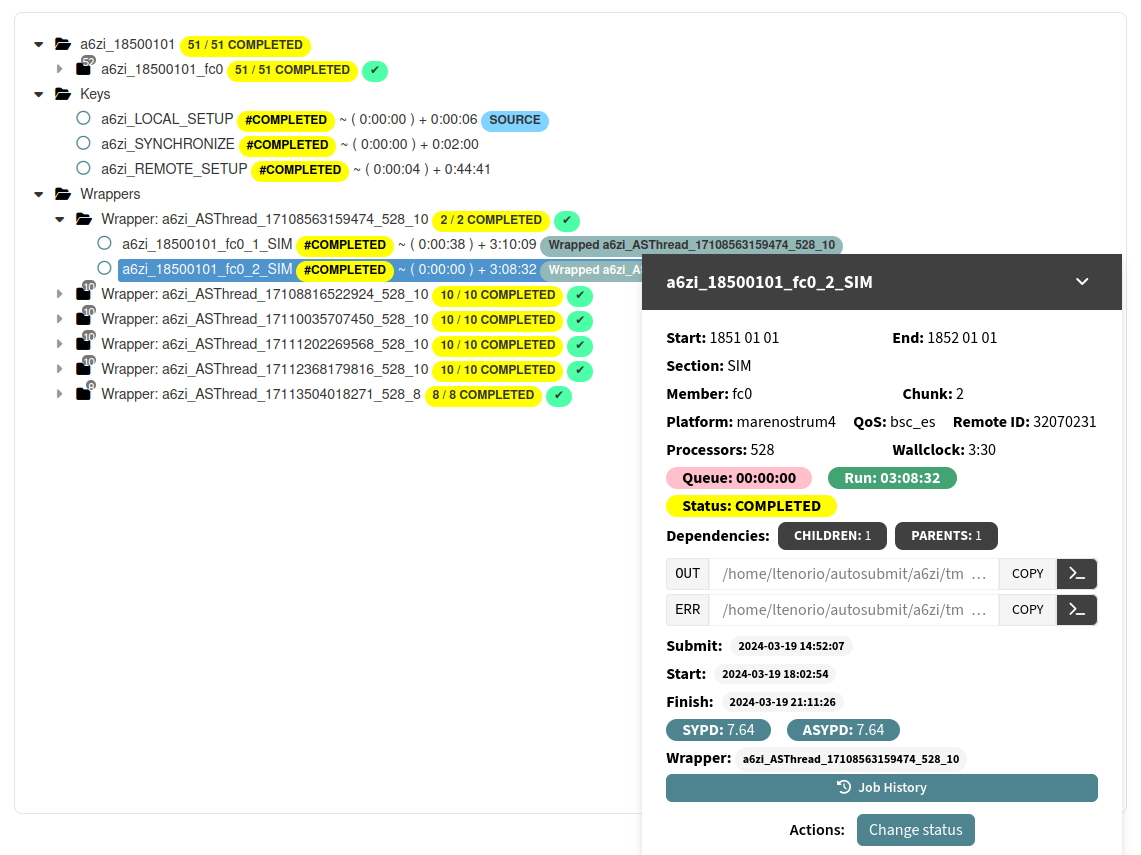 a6zi_18500101 51 / 51 COMPLETED
52
a6zi_18500101_fc0 51 / 51 COMPLETED ✔
Keys
a6zi_LOCAL_SETUP #COMPLETED ~ ( 0:00:00 ) + 0:00:06 SOURCE
a6zi_SYNCHRONIZE #COMPLETED ~ ( 0:00:00 ) + 0:02:00
a6zi_REMOTE_SETUP #COMPLETED ~ ( 0:00:04 ) + 0:44:41
Wrappers
Wrapper: a6zi_ASThread_17108563159474_528_10 2 / 2 COMPLETED ✔
a6zi_18500101_fc0_1_SIM #COMPLETED ~ ( 0:00:38 ) + 3:10:09 Wrapped a6zi_ASThread_17108563159474_528_10
a6zi_18500101_fc0_2_SIM #COMPLETED ~ ( 0:00:00 ) + 3:08:32 Wrapped a6zi_AS
10 Wrapper: a6zi_ASThread_17108816522924_528_10 10 / 10 COMPLETED ✔
10 Wrapper: a6zi_ASThread_17110035707450_528_10 10 / 10 COMPLETED ✔
10 Wrapper: a6zi_ASThread_17111202269568_528_10 10 / 10 COMPLETED ✔
10 Wrapper: a6zi_ASThread_17112368179816_528_10 10 / 10 COMPLETED ✔
8 Wrapper: a6zi_ASThread_17113504018271_528_8 8 / 8 COMPLETED ✔
a6zi_18500101_fc0_2_SIM
Start: 1851 01 01 End: 1852 01 01
Section: SIM
Member: fc0 Chunk: 2
Platform: marenostrum4 QoS: bsc_es Remote ID: 32070231
Processors: 528 Wallclock: 3:30
Queue: 00:00:00 Run: 03:08:32
Status: COMPLETED
Dependencies: CHILDREN: 1 PARENTS: 1
OUT /home/ltenorio/autosubmit/a6zi/tm ... COPY
ERR /home/ltenorio/autosubmit/a6zi/tm ... COPY
Submit: 2024-03-19 14:52:07
Start: 2024-03-19 18:02:54
Finish: 2024-03-19 21:11:26
SYPD: 7.64 ASYPD: 7.64
Wrapper: a6zi_ASThread_17108563159474_528_10
Job History
Actions: Change status